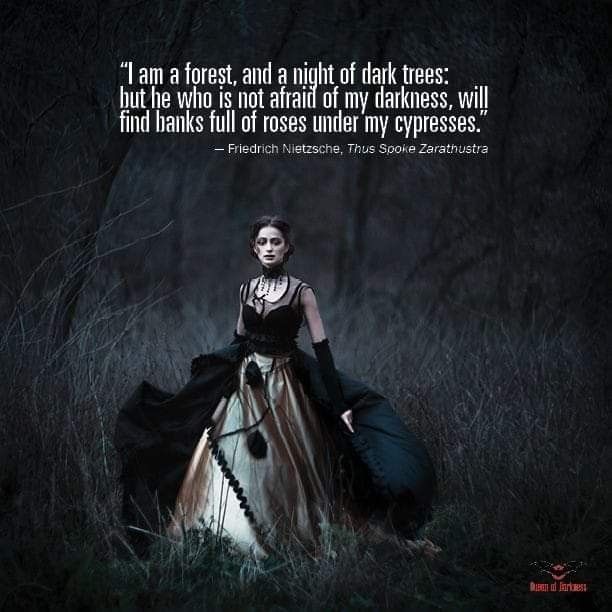 “I am a forest, and a night of dark trees:
but he who is not afraid of my darkness, will
find banks full of roses under my cypresses.”
— Friedrich Nietzsche, Thus Spoke Zarathustra
Queen of Darkness